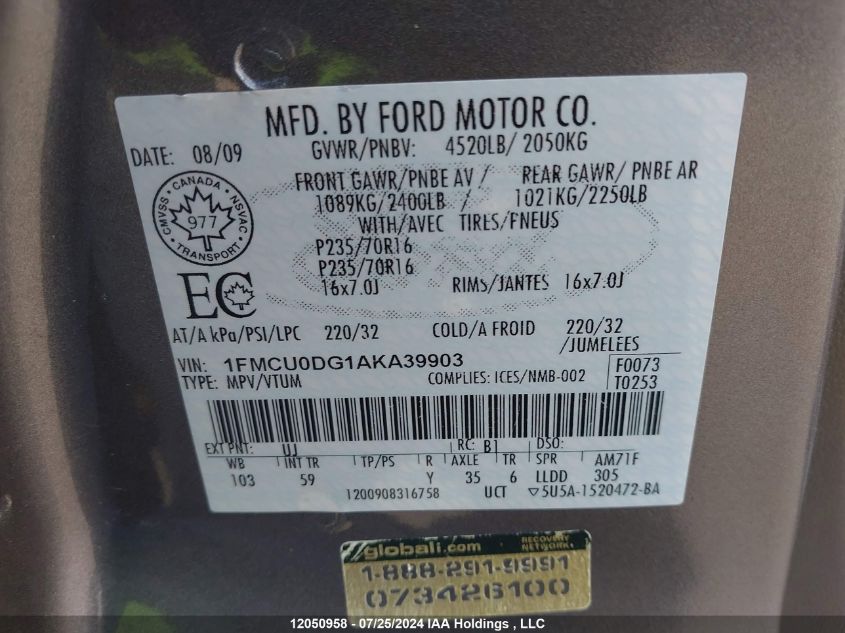 MFD. BY FORD MOTOR CO.
DATE: 08/09 GVWR/PNBV: 4520LB/ 2050KG
FRONT GAWR/PNBE AV / REAR GAWR/ PNBE AR
1089KG/2400LB / 1021KG/2250LB
WITH/AVEC TIRES/PNEUS
CANADA
CMVSS NSVAC
977
TRANSPORT
P235/70R16
P235/70R16
16x7.0J RIMS/JANTES 16x7.0J
EC
AT/A kPa/PSI/LPC 220/32 COLD/A FROID 220/32
/JUMELEES
VIN: 1FMCU0DG1AKA39903 F0073
TYPE: MPV/VTUM COMPLIES: ICES/NMB-002 T0253
EXT PNT: UJ RC: B1 DSO:
WB INT TR TP/PS R AXLE TR SPR AM71F
103 59 Y 35 6 LLDD 305
1200908316758 UCT ▽5U5A-1520472-BA
globali.com RECOVERY NETWORK
1-888-291-9991
073426100
12050958 - 07/25/2024 IAA Holdings, , LLC